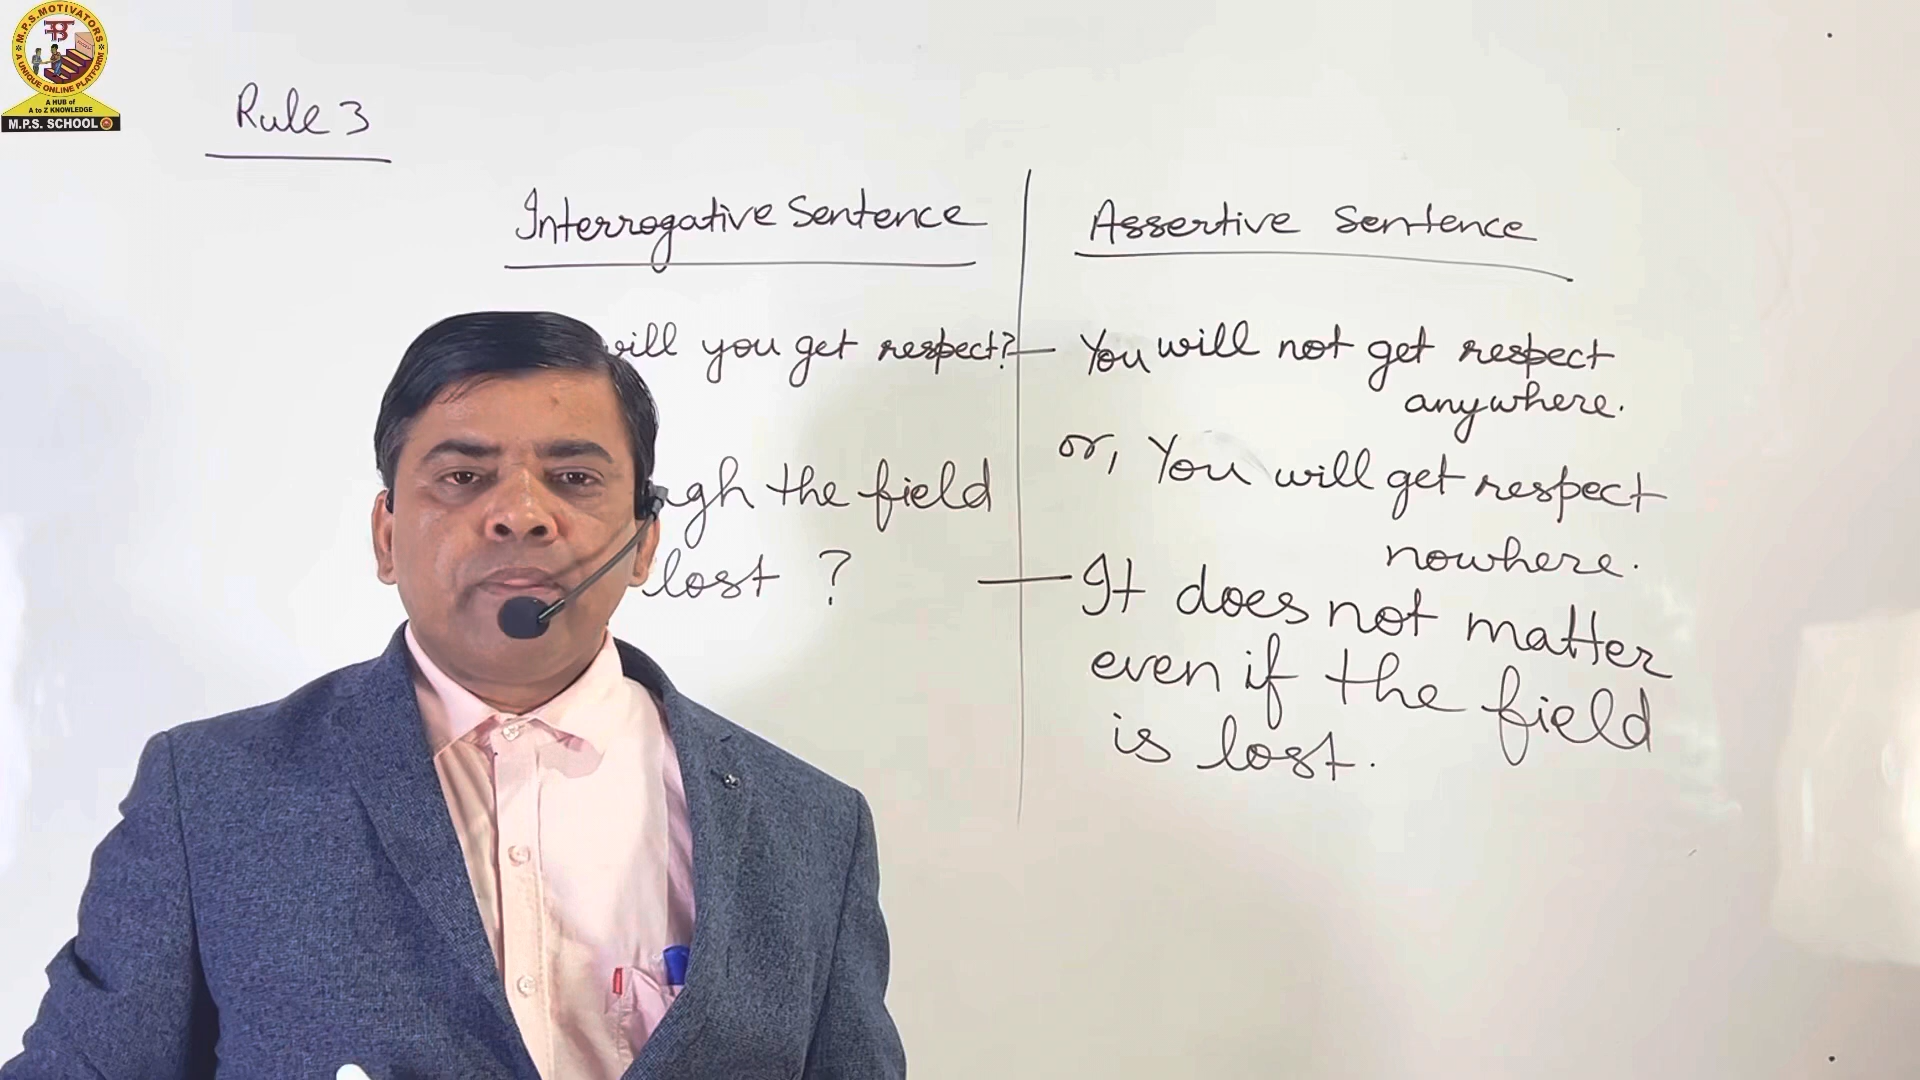 M.P.S. MOTIVATORS
A UNIQUE ONLINE PLATFORM
A HUB of
A to Z KNOWLEDGE
M.P.S. SCHOOL
Rule 3
Interrogative Sentence
will you get respect?
the field
lost ?
Assertive Sentence
You will not get respect
anywhere.
or, You will get respect
nowhere.
It does not matter
even if the field
is lost.